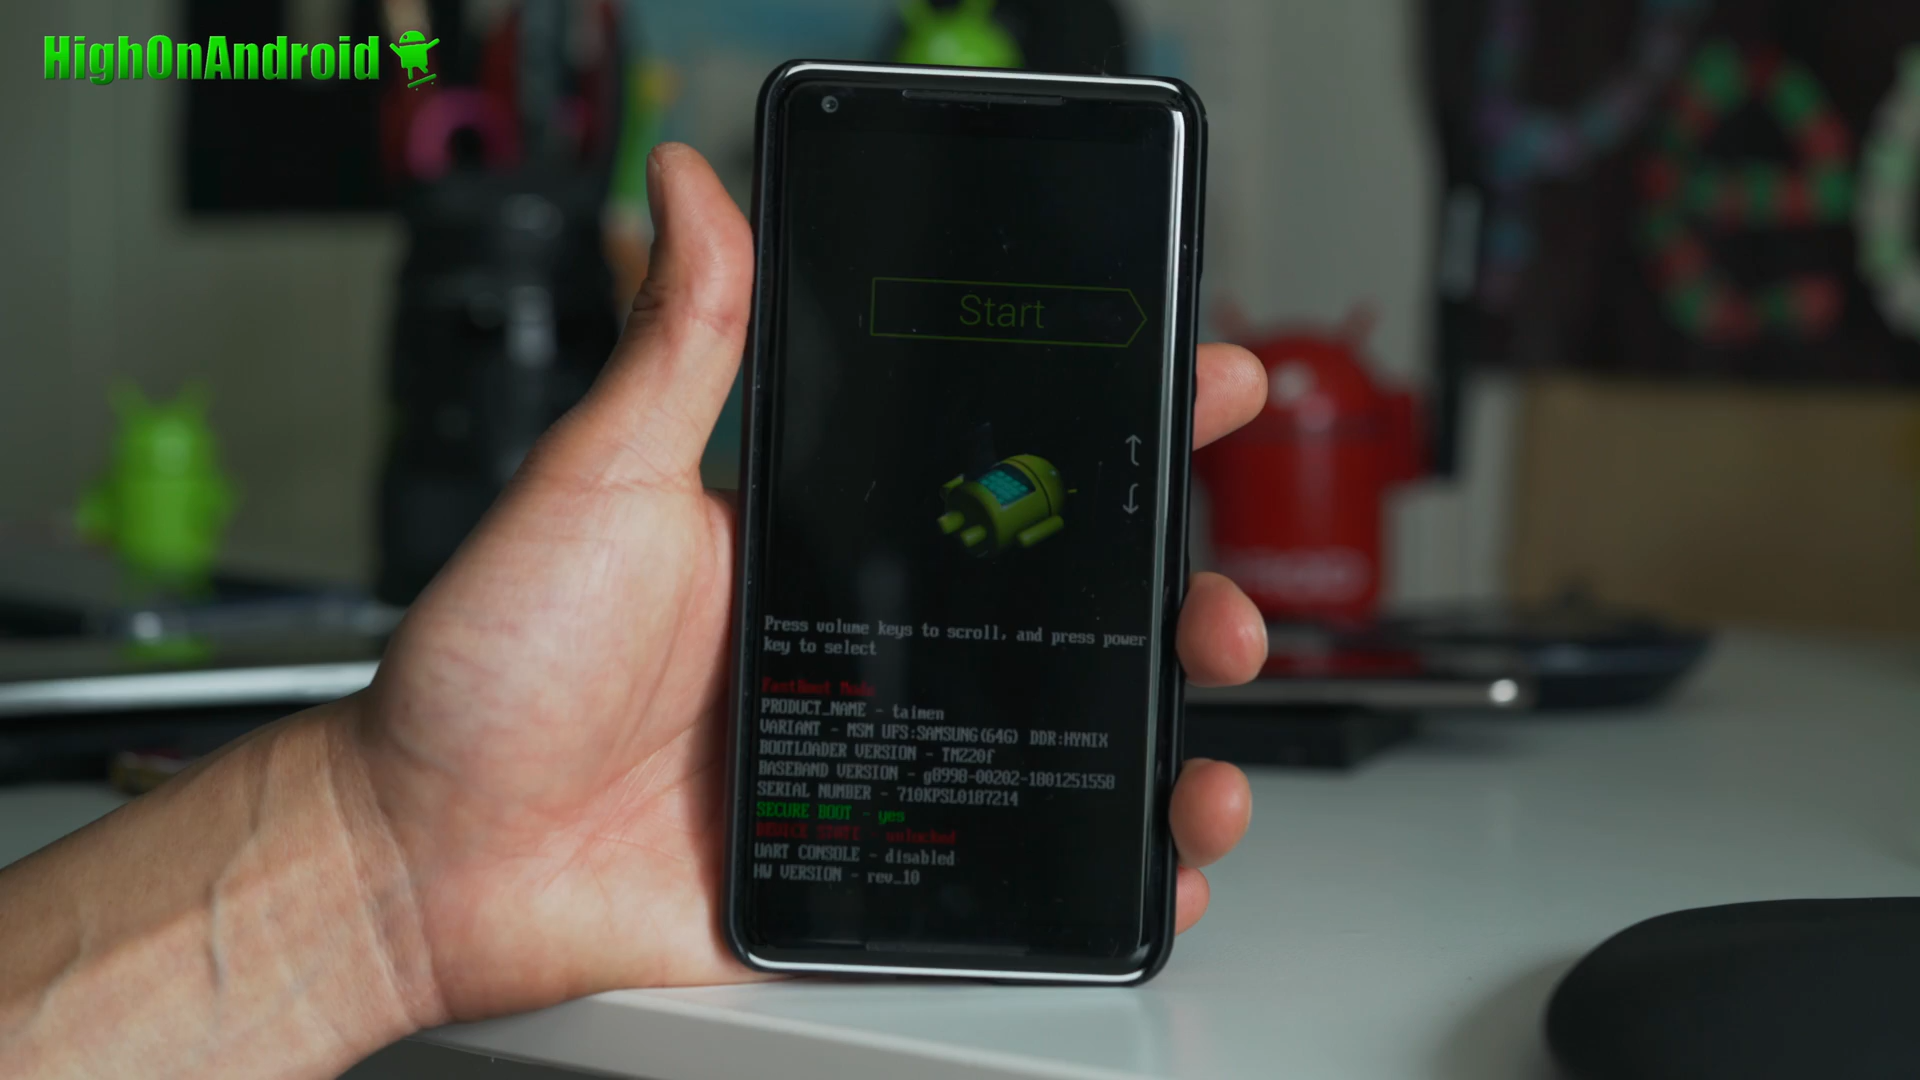 HighOnAndroid
Start
Press volume keys to scroll, and press power
key to select
FastBoot Mode
PRODUCT_NAME - taimen
VARIANT - MSM UFS:SAMSUNG(64G) DDR:HYNIX
BOOTLOADER VERSION - TMZ20f
BASEBAND VERSION - g8998-00202-1801251558
SERIAL NUMBER - 710KPSL0187214
SECURE BOOT - yes
DEVICE STATE - unlocked
UART CONSOLE - disabled
HW VERSION - rev_10